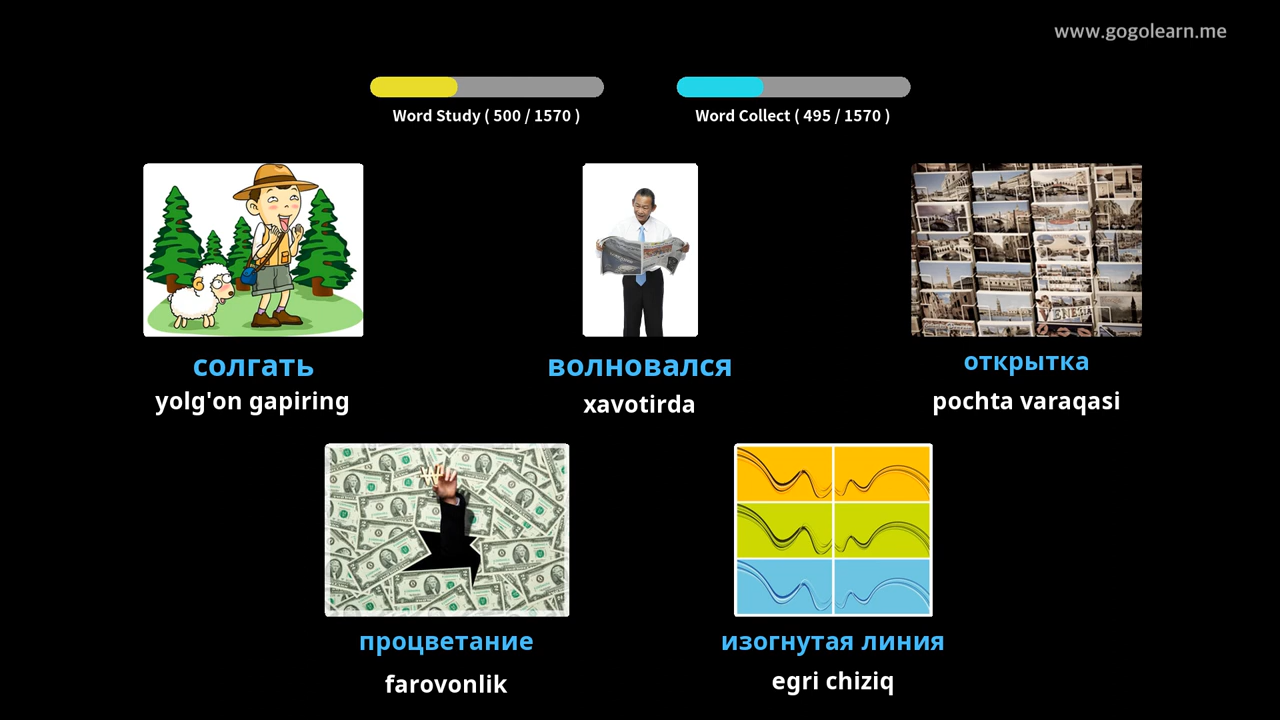 www.gogolearn.me
Word Study ( 500 / 1570 )
Word Collect ( 495 / 1570 )
солгать
yolg'on gapiring
волновался
xavotirda
VENEZIA
открытка
pochta varaqasi
процветание
farovonlik
изогнутая линия
egri chiziq